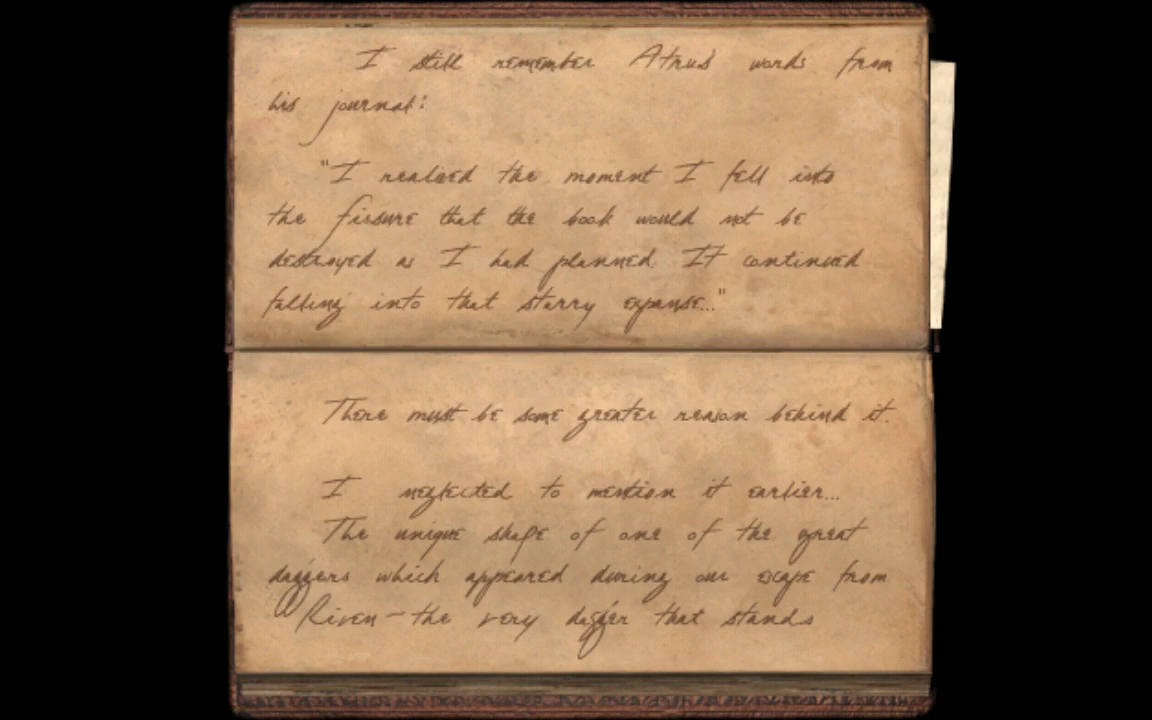 I still remember Atrus' words from
his journal:
"I realized the moment I fell into
the fissure that the book would not be
destroyed as I had planned. It continued
falling into that starry expanse..."
There must be some greater reason behind it.
I neglected to mention it earlier...
The unique shape of one of the great
daggers which appeared during our escape from
Riven - the very dagger that stands